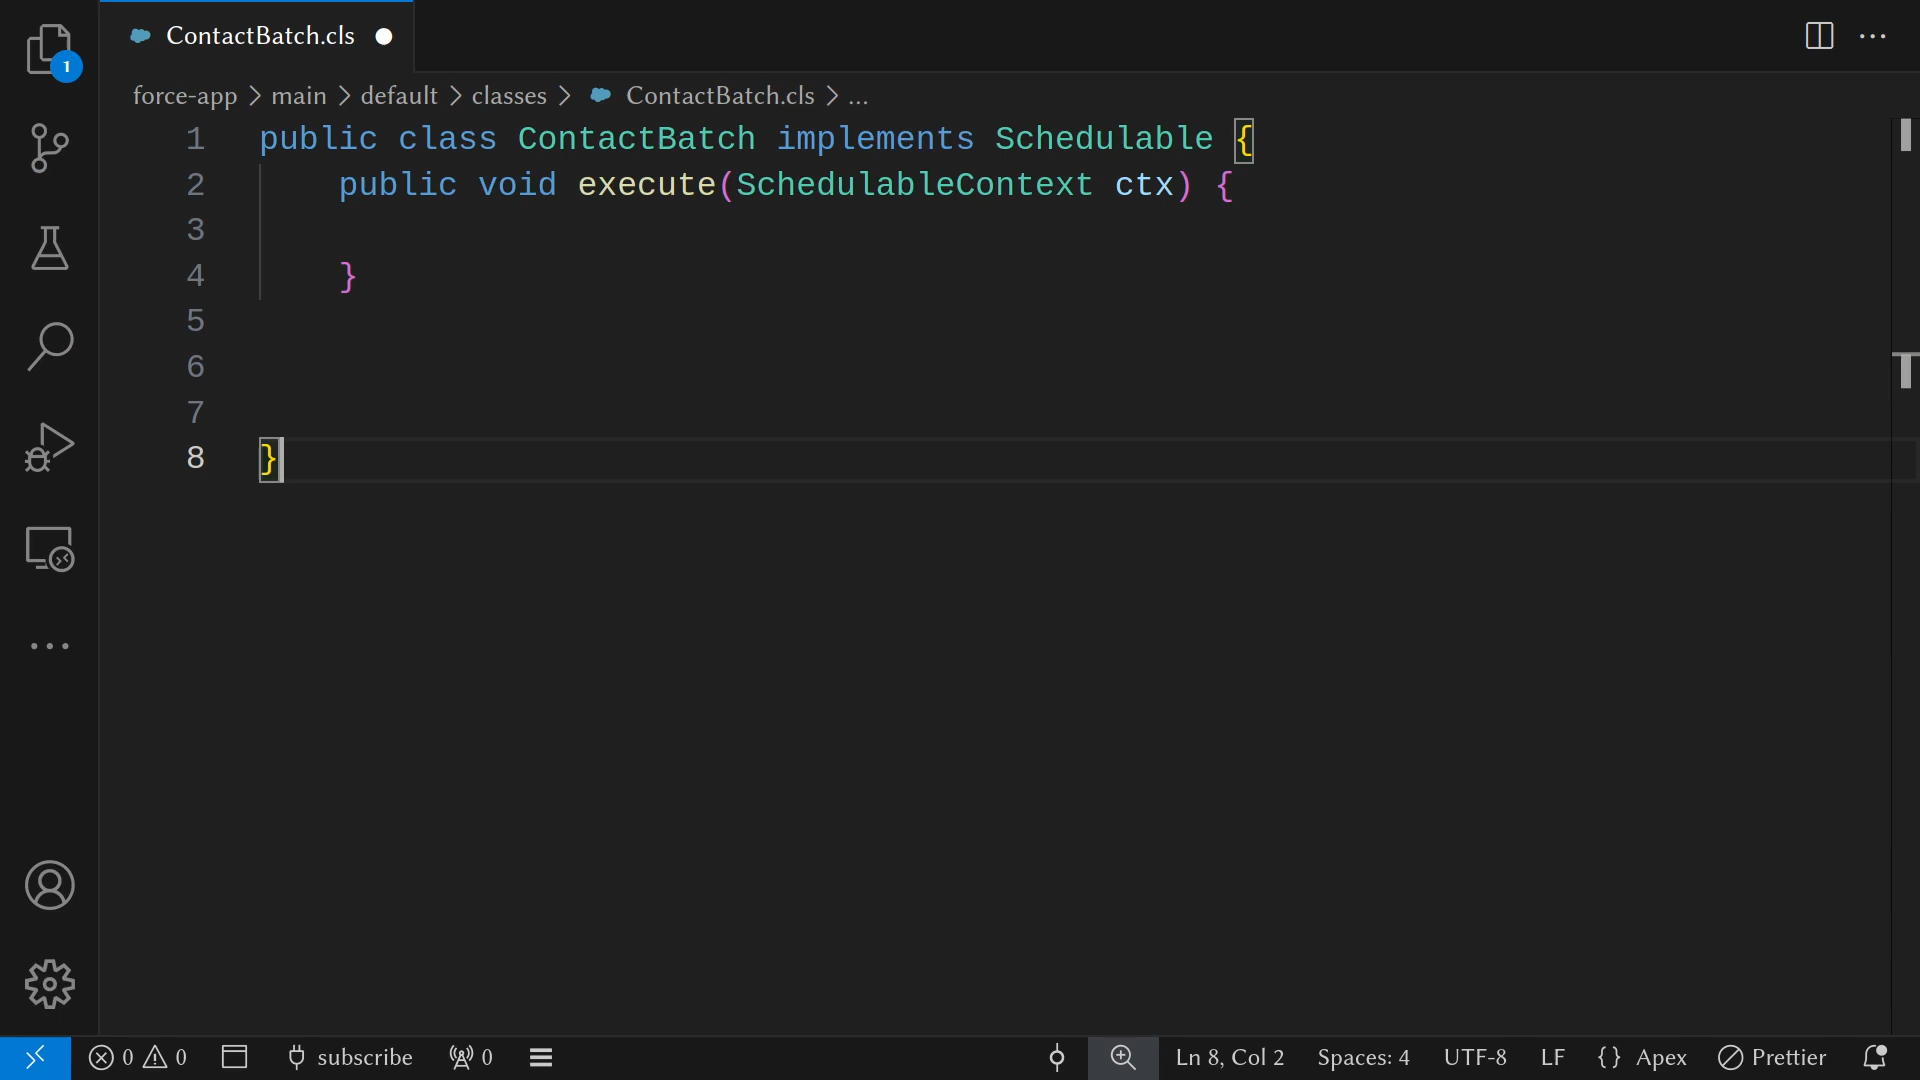 ContactBatch.cls
1
force-app > main > default > classes > ContactBatch.cls > ...
1 public class ContactBatch implements Schedulable {
2 public void execute(SchedulableContext ctx) {
3
4 }
5
6
7
8 }
0 0 subscribe 0 Ln 8, Col 2 Spaces: 4 UTF-8 LF {} Apex Prettier